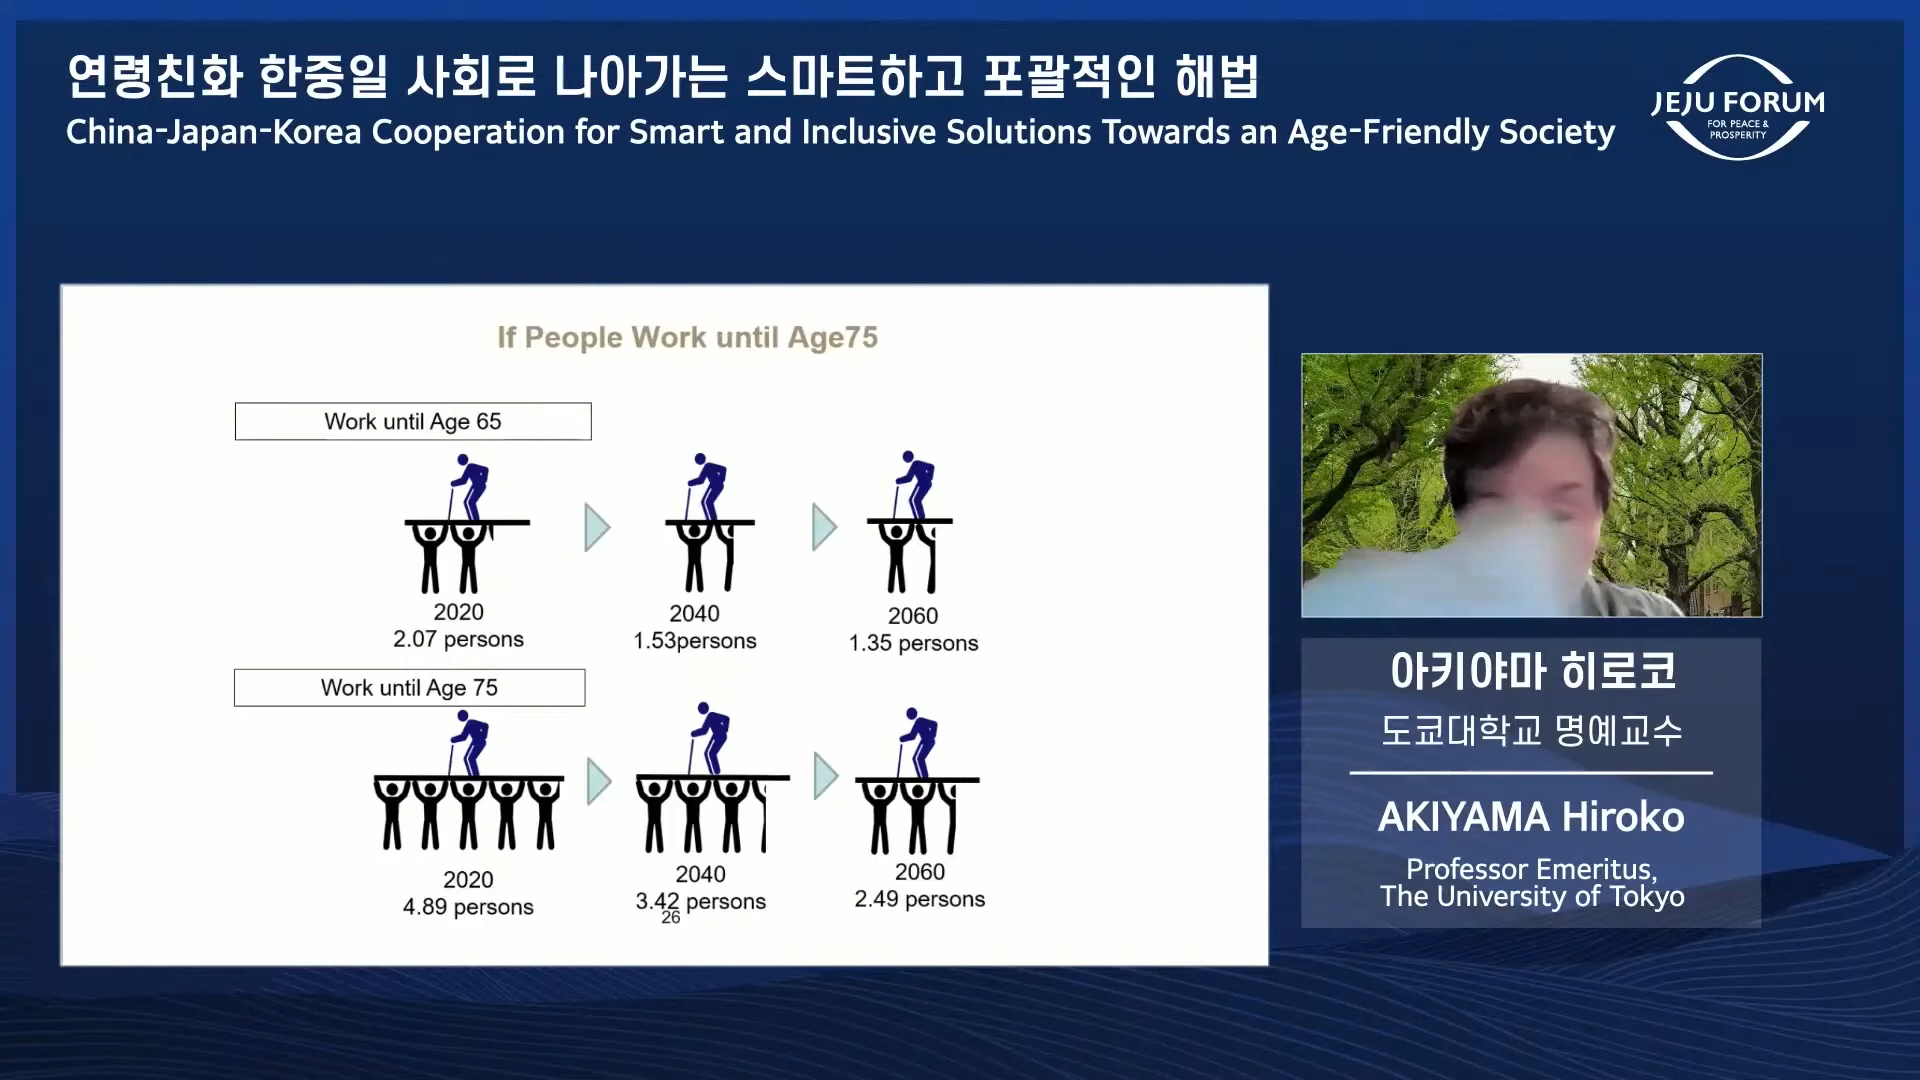 연령친화 한중일 사회로 나아가는 스마트하고 포괄적인 해법
China-Japan-Korea Cooperation for Smart and Inclusive Solutions Towards an Age-Friendly Society
JEJU FORUM
FOR PEACE &
PROSPERITY
If People Work until Age75
Work until Age 65
2020
2.07 persons
2040
1.53persons
2060
1.35 persons
Work until Age 75
2020
4.89 persons
2040
3.42 persons
2060
2.49 persons
26
아키야마 히로코
도쿄대학교 명예교수
AKIYAMA Hiroko
Professor Emeritus,
The University of Tokyo